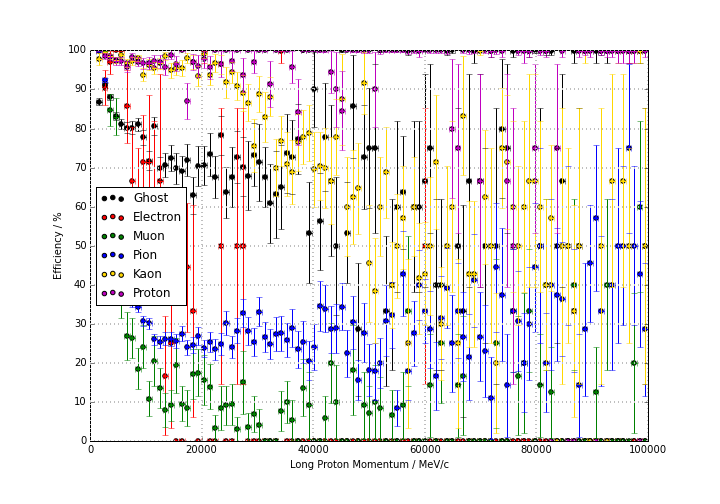 100
90
80
70
60
50
40
30
20
10
0
Efficiency / %
Ghost
Electron
Muon
Pion
Kaon
Proton
0 20000 40000 60000 80000 100000
Long Proton Momentum / MeV/c